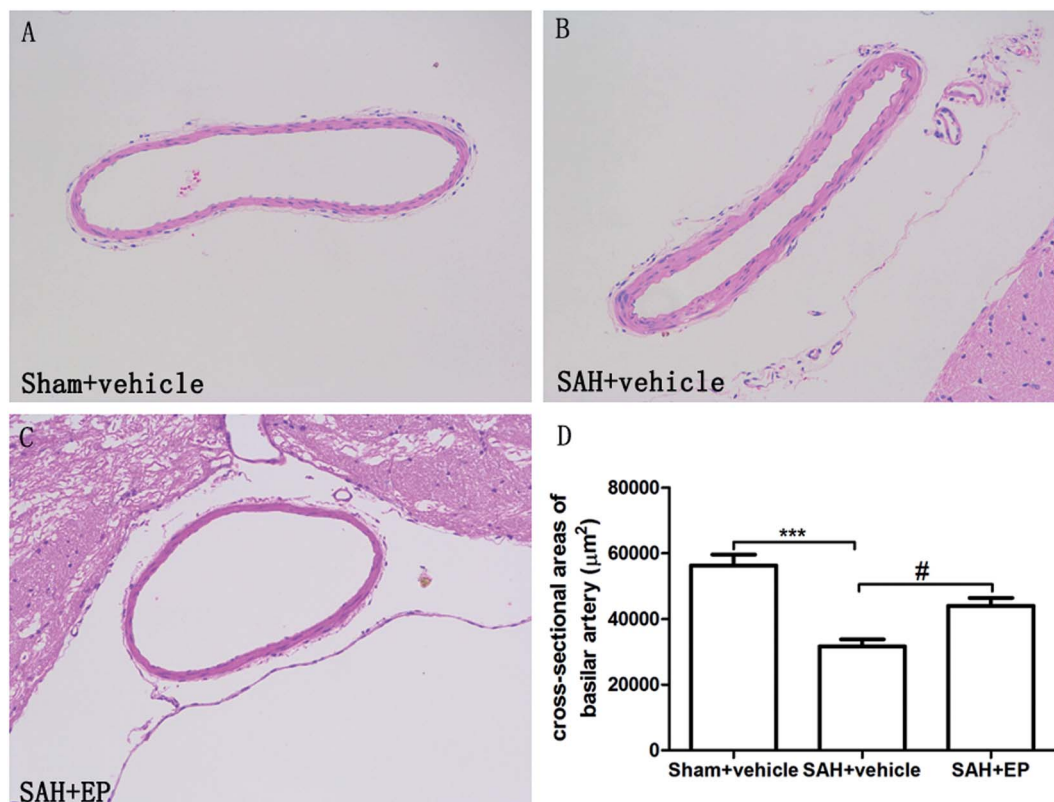 A
Sham+vehicle
B
SAH+vehicle
C
SAH+EP
D
cross-sectional areas of
basilar artery (μm²)
80000
60000
40000
20000
0
***
#
Sham+vehicle
SAH+vehicle
SAH+EP